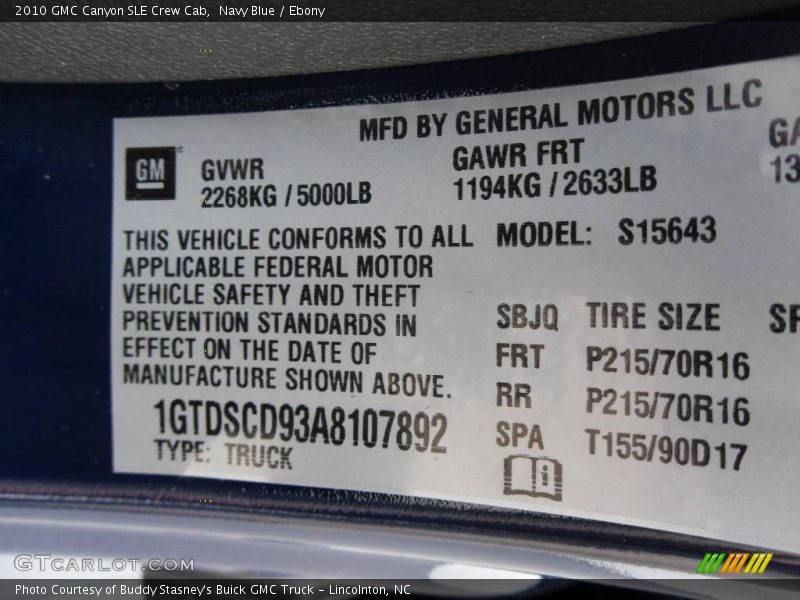 2010 GMC Canyon SLE Crew Cab, Navy Blue / Ebony
MFD BY GENERAL MOTORS LLC
GM
GVWR
2268KG / 5000LB
GAWR FRT
1194KG / 2633LB
GA
13
THIS VEHICLE CONFORMS TO ALL
APPLICABLE FEDERAL MOTOR
VEHICLE SAFETY AND THEFT
PREVENTION STANDARDS IN
EFFECT ON THE DATE OF
MANUFACTURE SHOWN ABOVE.
1GTDSCD93A8107892
TYPE: TRUCK
MODEL: S15643
SBJQ TIRE SIZE SP
FRT P215/70R16
RR P215/70R16
SPA T155/90D17
GTcarlot.com
Photo Courtesy of Buddy Stasney's Buick GMC Truck - Lincolnton, NC